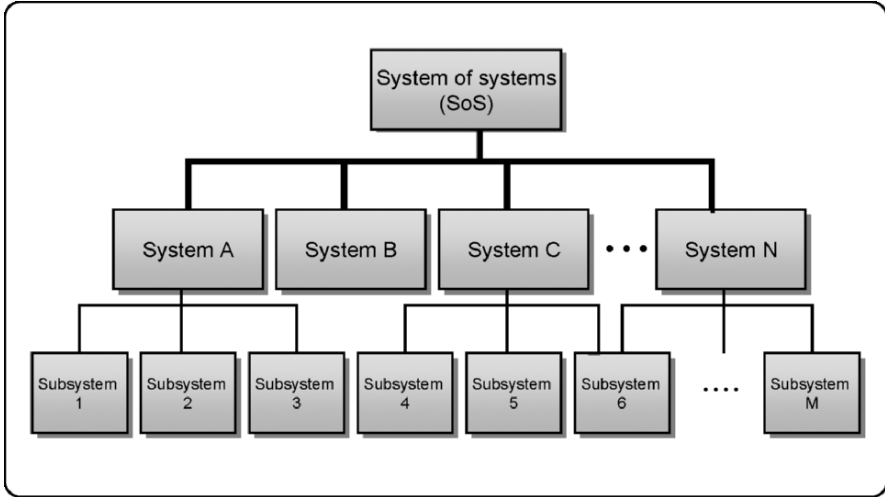 System of systems
(SoS)
System A
System B
System C
• • •
System N
Subsystem
1
Subsystem
2
Subsystem
3
Subsystem
4
Subsystem
5
Subsystem
6
....
Subsystem
M